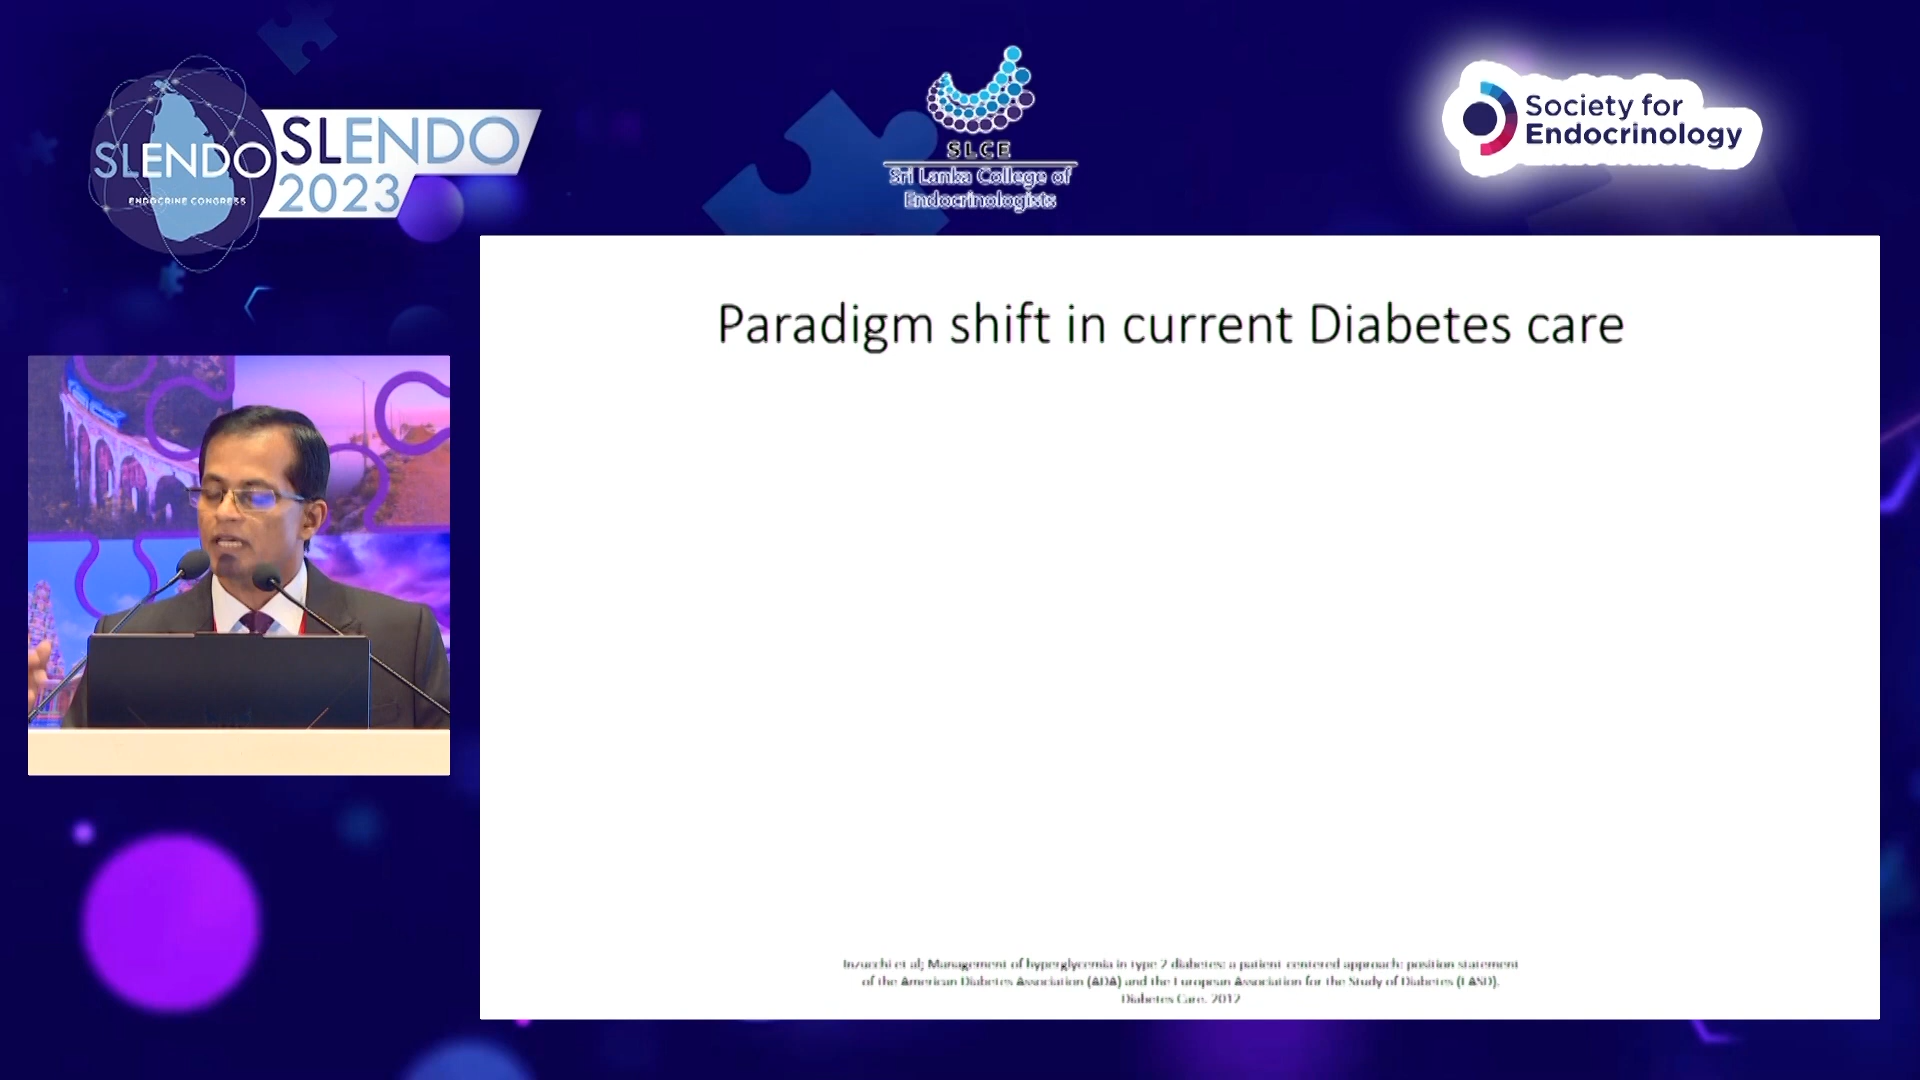 SLENDO
ENDOCRINE CONGRESS
SLENDO
2023
SLCE
Sri Lanka College of
Endocrinologists
Society for
Endocrinology
Paradigm shift in current Diabetes care
Inzucchi et al; Management of hyperglycemia in type 2 diabetes: a patient-centered approach: position statement
of the American Diabetes Association (ADA) and the European Association for the Study of Diabetes (EASD).
Diabetes Care. 2012